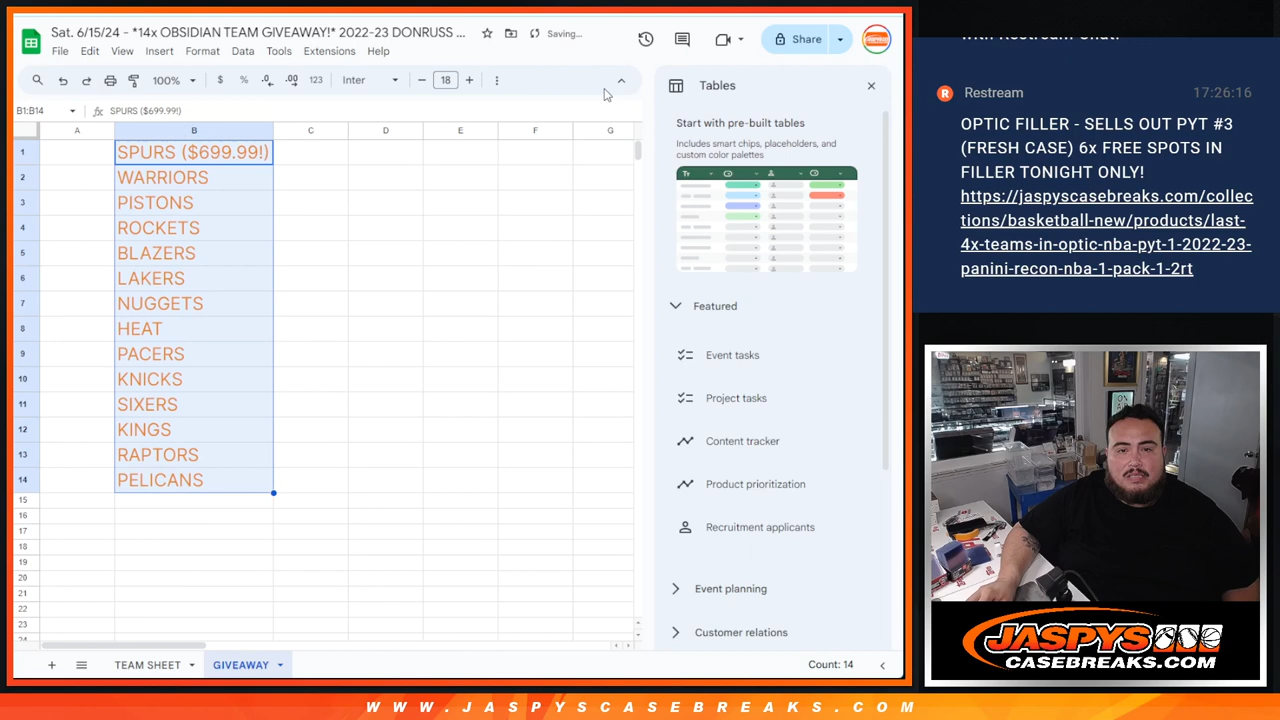 Sat. 6/15/24 - *14x OBSIDIAN TEAM GIVEAWAY!* 2022-23 DONRUSS ...
Saving...
Share
File Edit View Insert Format Data Tools Extensions Help
100% $ % .0 .00 123 Inter 18
B1:B14 fx SPURS ($699.99!)
A B C D E F G
1 SPURS ($699.99!)
2 WARRIORS
3 PISTONS
4 ROCKETS
5 BLAZERS
6 LAKERS
7 NUGGETS
8 HEAT
9 PACERS
10 KNICKS
11 SIXERS
12 KINGS
13 RAPTORS
14 PELICANS
15
16
17
18
19
20
21
22
23
24
TEAM SHEET
GIVEAWAY
Count: 14
Tables
Start with pre-built tables
Includes smart chips, placeholders, and
custom color palettes
Featured
Event tasks
Project tasks
Content tracker
Product prioritization
Recruitment applicants
Event planning
Customer relations
with Restream Chat!
R Restream 17:26:16
OPTIC FILLER - SELLS OUT PYT #3
(FRESH CASE) 6x FREE SPOTS IN
FILLER TONIGHT ONLY!
https://jaspyscasebreaks.com/collec
tions/basketball-new/products/last-
4x-teams-in-optic-nba-pyt-1-2022-23-
panini-recon-nba-1-pack-1-2rt
JASPYS
CASEBREAKS.COM
WWW.JASPYSCASEBREAKS.COM